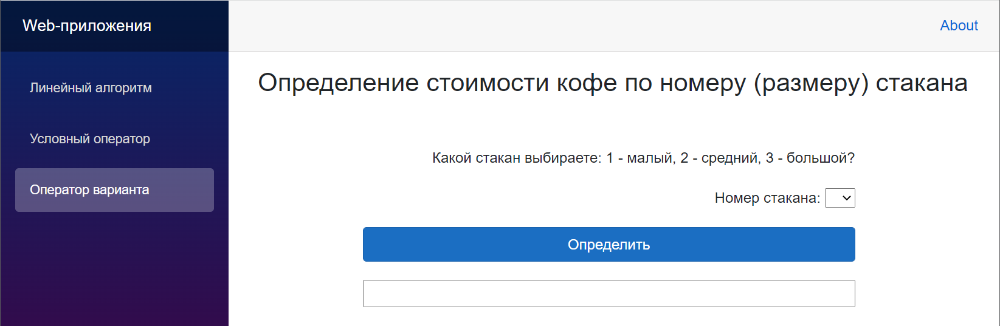 Web-приложения
About
Линейный алгоритм
Условный оператор
Оператор варианта
Определение стоимости кофе по номеру (размеру) стакана
Какой стакан выбираете: 1 - малый, 2 - средний, 3 - большой?
Номер стакана:
Определить